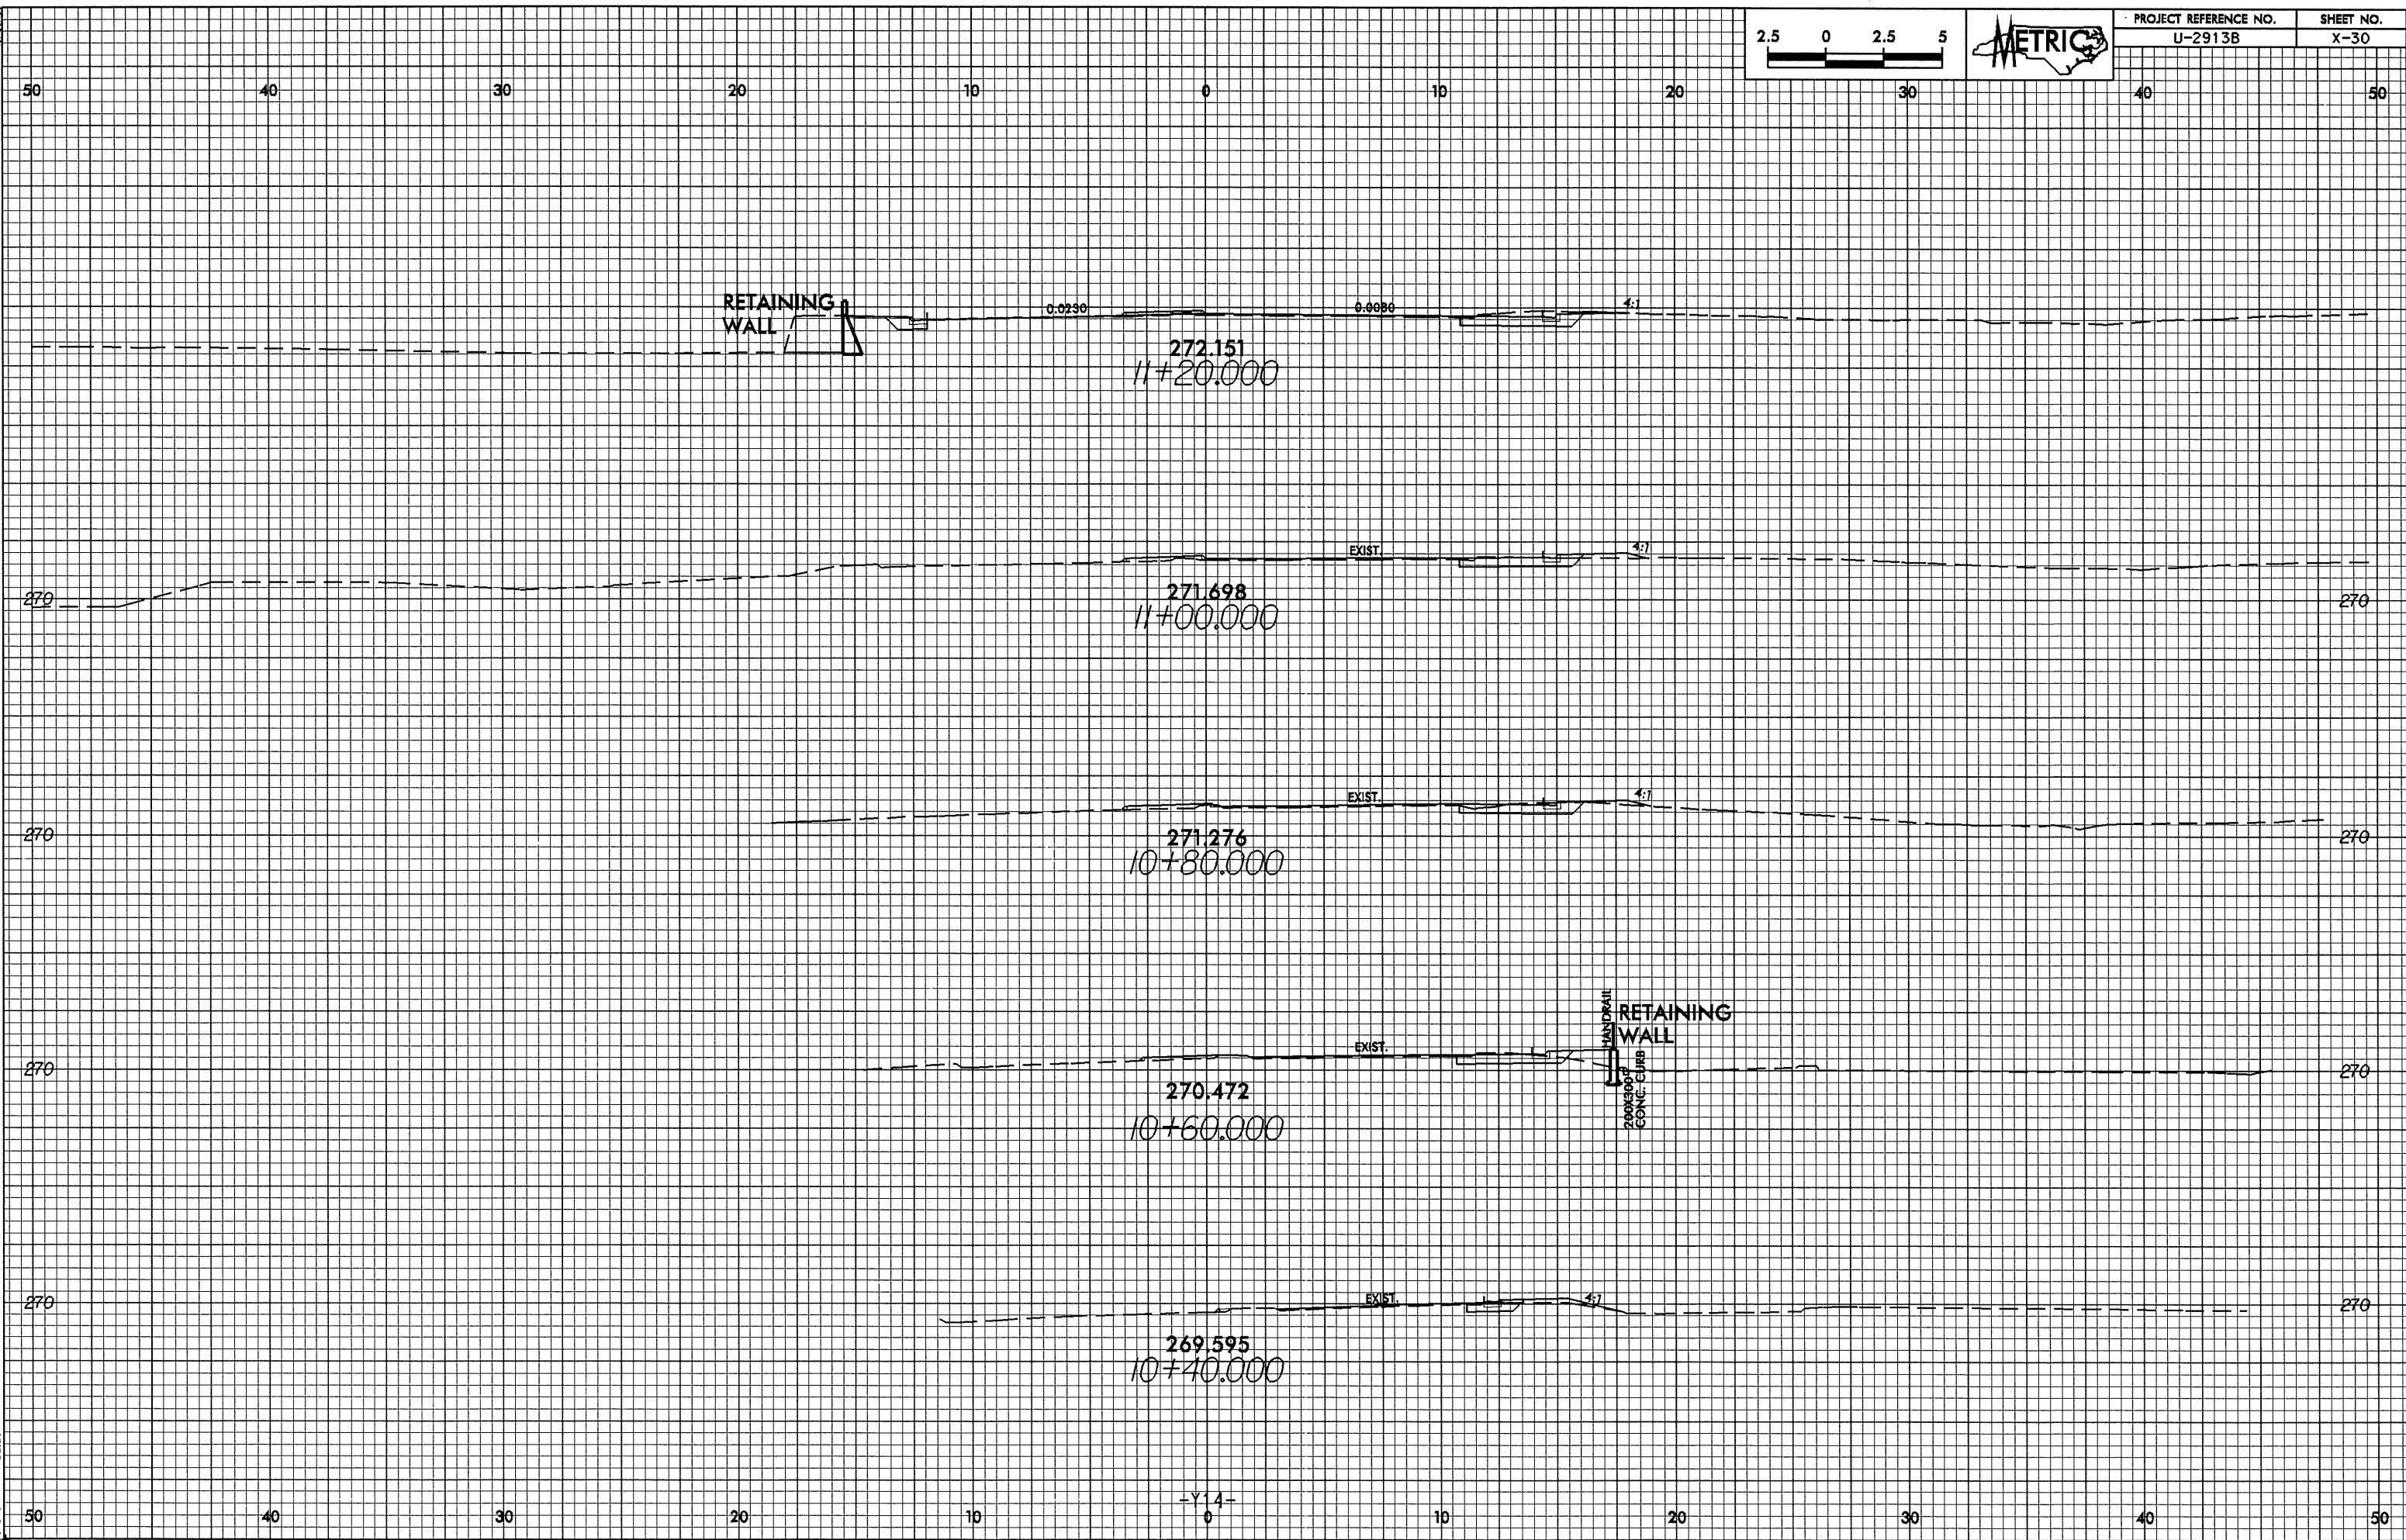 PROJECT REFERENCE NO. SHEET NO.
U-2913B X-30
2.5 0 2.5 5
METRIC
50 40 30 20 10 0 10 20 30 40 50
RETAINING
WALL
0.0230 0.0080 4:1
272.151
11+20.000
EXIST. 4:1
270 270
271.698
11+00.000
EXIST. 4:1
270 270
271.276
10+80.000
HANDRAIL
RETAINING
WALL
EXIST.
270 270
200X300
CONC. CURB
270.472
10+60.000
EXIST. 4:1
270 270
269.595
10+40.000
-Y14-
50 40 30 20 10 0 10 20 30 40 50